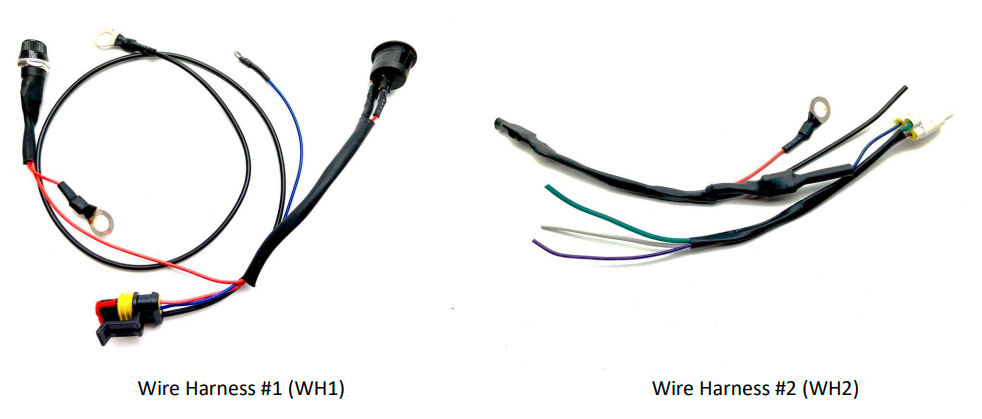 Wire Harness #1 (WH1)
Wire Harness #2 (WH2)